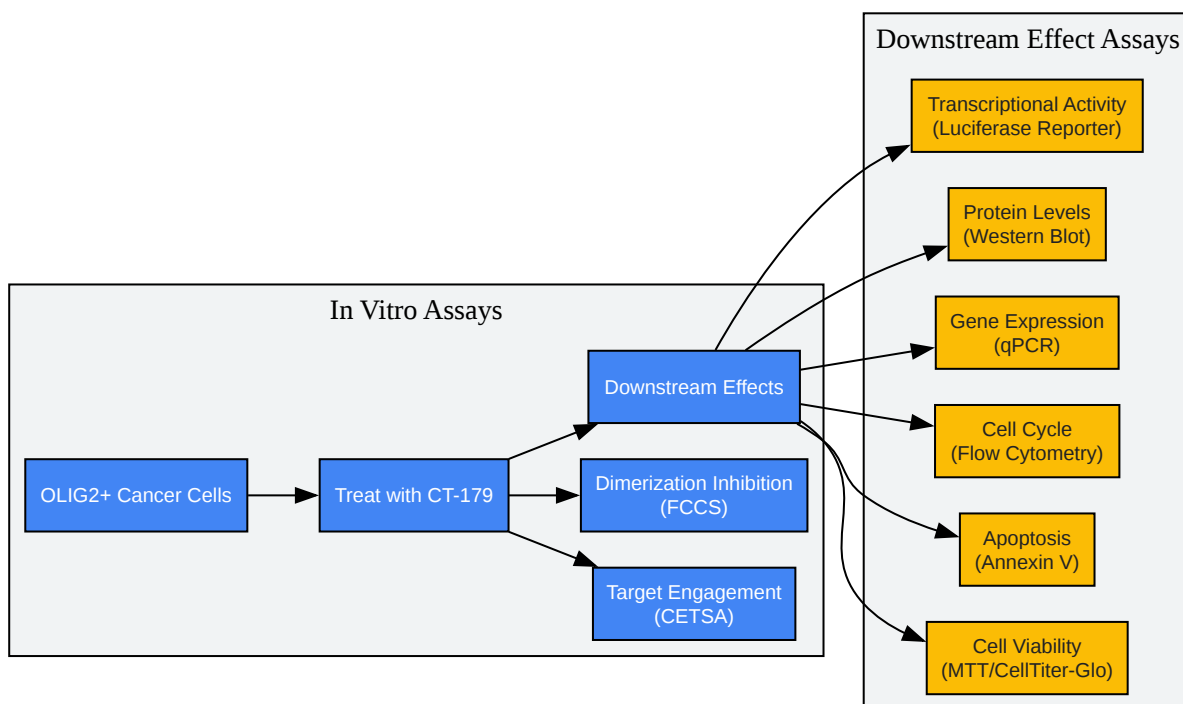 In Vitro Assays
OLIG2+ Cancer Cells
Treat with CT-179
Downstream Effects
Dimerization Inhibition
(FCCS)
Target Engagement
(CETSA)
Downstream Effect Assays
Transcriptional Activity
(Luciferase Reporter)
Protein Levels
(Western Blot)
Gene Expression
(qPCR)
Cell Cycle
(Flow Cytometry)
Apoptosis
(Annexin V)
Cell Viability
(MTT/CellTiter-Glo)